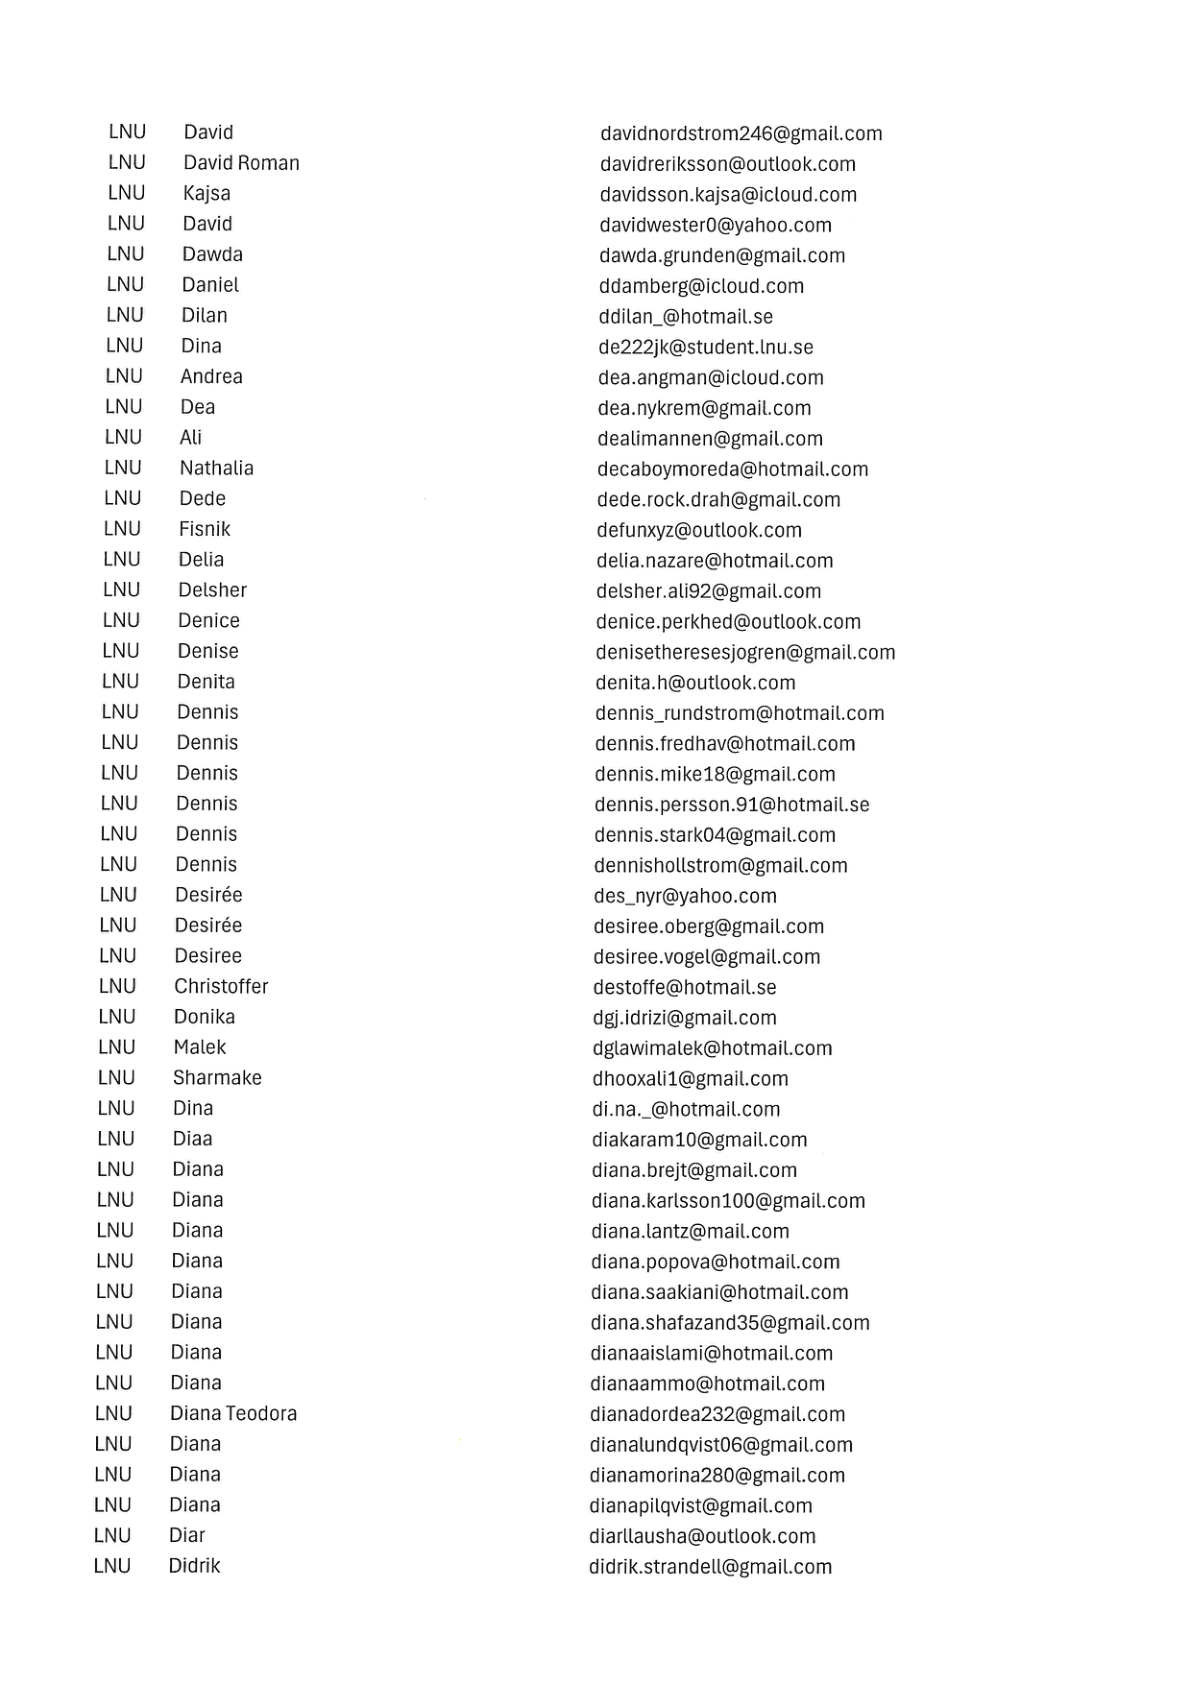 LNU David davidnordstrom246@gmail.com
LNU David Roman davidreriksson@outlook.com
LNU Kajsa davidsson.kajsa@icloud.com
LNU David davidwester0@yahoo.com
LNU Dawda dawda.grunden@gmail.com
LNU Daniel ddamberg@icloud.com
LNU Dilan ddilan_@hotmail.se
LNU Dina de222jk@student.lnu.se
LNU Andrea dea.angman@icloud.com
LNU Dea dea.nykrem@gmail.com
LNU Ali dealimannen@gmail.com
LNU Nathalia decaboymoreda@hotmail.com
LNU Dede dede.rock.drah@gmail.com
LNU Fisnik defunxyz@outlook.com
LNU Delia delia.nazare@hotmail.com
LNU Delsher delsher.ali92@gmail.com
LNU Denice denice.perkhed@outlook.com
LNU Denise denisetheresesjogren@gmail.com
LNU Denita denita.h@outlook.com
LNU Dennis dennis_rundstrom@hotmail.com
LNU Dennis dennis.fredhav@hotmail.com
LNU Dennis dennis.mike18@gmail.com
LNU Dennis dennis.persson.91@hotmail.se
LNU Dennis dennis.stark04@gmail.com
LNU Dennis dennishollstrom@gmail.com
LNU Desirée des_nyr@yahoo.com
LNU Desirée desiree.oberg@gmail.com
LNU Desiree desiree.vogel@gmail.com
LNU Christoffer destoffe@hotmail.se
LNU Donika dgj.idrizi@gmail.com
LNU Malek dglawimalek@hotmail.com
LNU Sharmake dhooxali1@gmail.com
LNU Dina di.na._@hotmail.com
LNU Diaa diakaram10@gmail.com
LNU Diana diana.brejt@gmail.com
LNU Diana diana.karlsson100@gmail.com
LNU Diana diana.lantz@mail.com
LNU Diana diana.popova@hotmail.com
LNU Diana diana.saakiani@hotmail.com
LNU Diana diana.shafazand35@gmail.com
LNU Diana dianaaislami@hotmail.com
LNU Diana dianaammo@hotmail.com
LNU Diana Teodora dianadordea232@gmail.com
LNU Diana dianalundqvist06@gmail.com
LNU Diana dianamorina280@gmail.com
LNU Diana dianapilqvist@gmail.com
LNU Diar diarllausha@outlook.com
LNU Didrik didrik.strandell@gmail.com